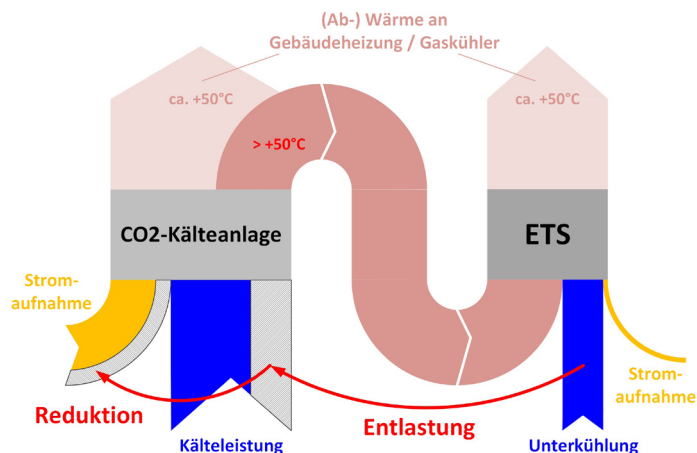 (Ab-) Wärme an
Gebäudeheizung / Gaskühler
ca. +50°C
ca. +50°C
> +50°C
CO2-Kälteanlage
ETS
Strom-
aufnahme
Strom-
aufnahme
Reduktion
Entlastung
Kälteleistung
Unterkühlung